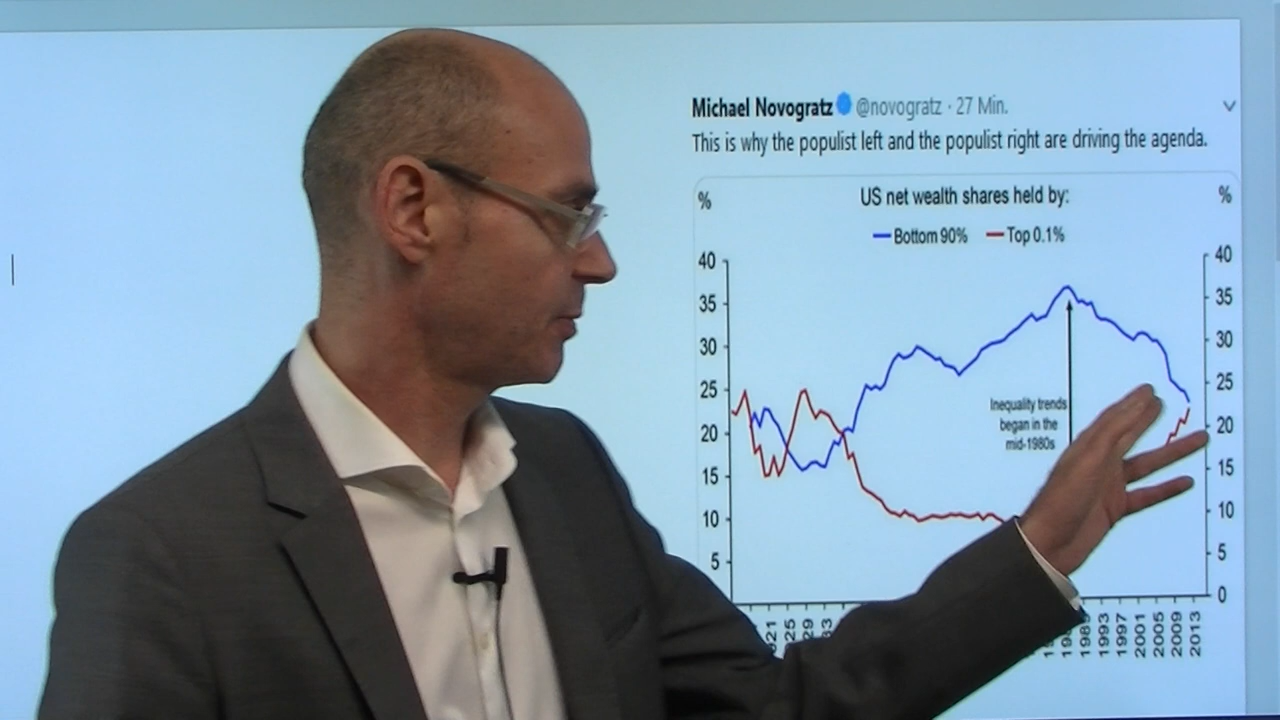 Michael Novogratz @novogratz · 27 Min.
This is why the populist left and the populist right are driving the agenda.
% US net wealth shares held by: %
Bottom 90% Top 0.1%
40 40
35 35
30 30
25 25
Inequality trends
began in the
mid-1980s
20 20
15 15
10 10
5 5
0
1989 1993 1997 2001 2005 2009 2013